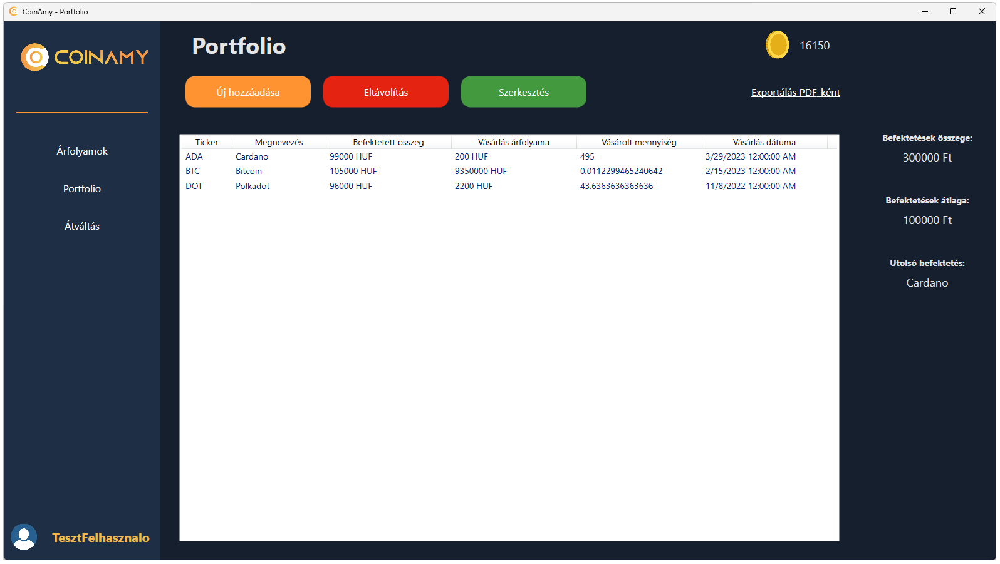 CoinAmy - Portfolio
COINAMY
Portfolio
16150
Új hozzáadása
Eltávolítás
Szerkesztés
Exportálás PDF-ként
Árfolyamok
Portfolio
Átváltás
Ticker Megnevezés Befektetett összeg Vásárlás árfolyama Vásárolt mennyiség Vásárlás dátuma
ADA Cardano 99000 HUF 200 HUF 495 3/29/2023 12:00:00 AM
BTC Bitcoin 105000 HUF 9350000 HUF 0.0112299465240642 2/15/2023 12:00:00 AM
DOT Polkadot 96000 HUF 2200 HUF 43.6363636363636 11/8/2022 12:00:00 AM
Befektetések összege:
300000 Ft
Befektetések átlaga:
100000 Ft
Utolsó befektetés:
Cardano
TesztFelhasznalo